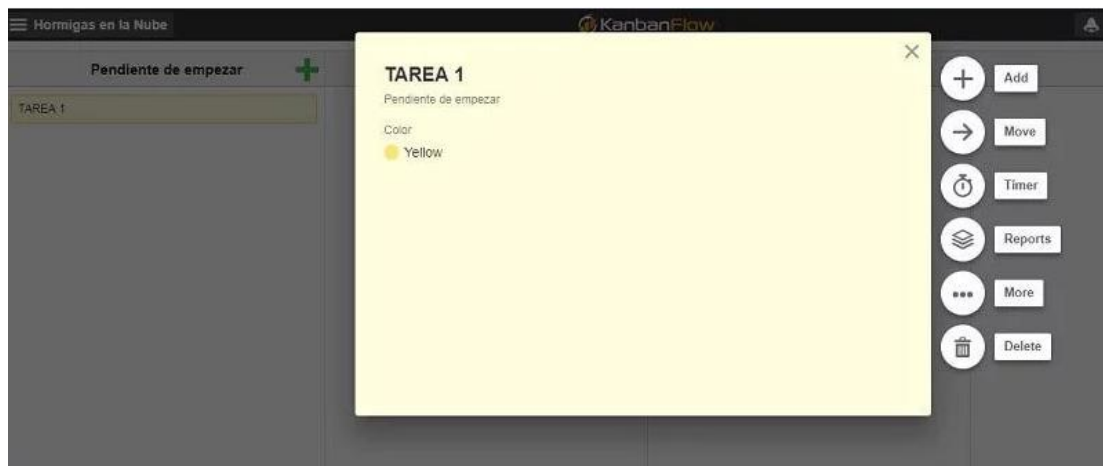 Hormigas en la Nube
KanbanFlow
Pendiente de empezar
TAREA 1
TAREA 1
Pendiente de empezar
Color
Yellow
Add
Move
Timer
Reports
More
Delete